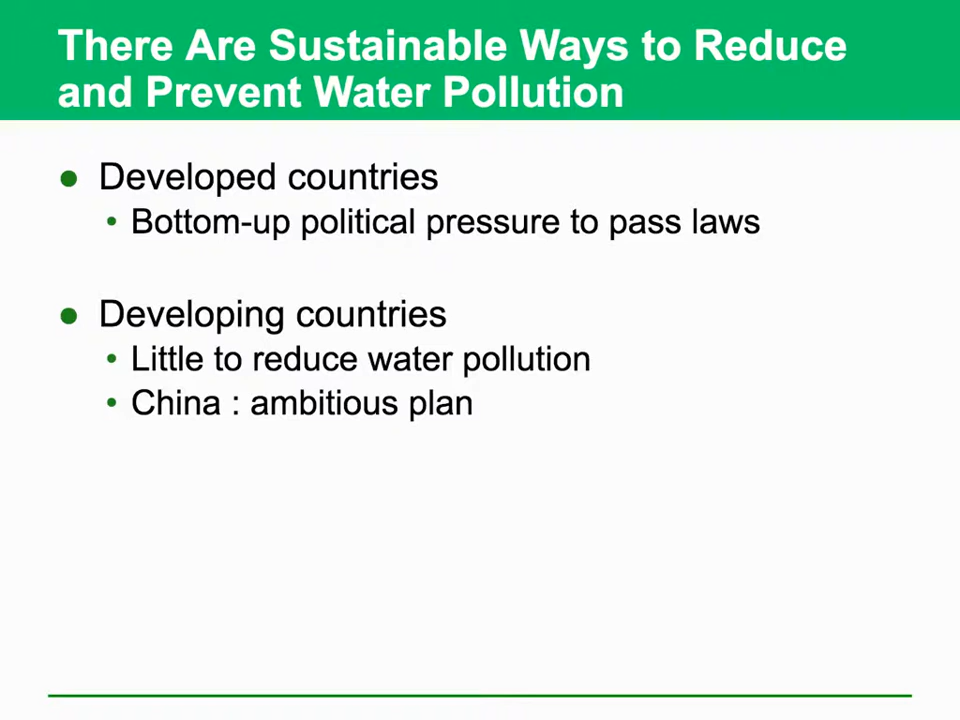 There Are Sustainable Ways to Reduce
and Prevent Water Pollution
● Developed countries
• Bottom-up political pressure to pass laws
● Developing countries
• Little to reduce water pollution
• China : ambitious plan